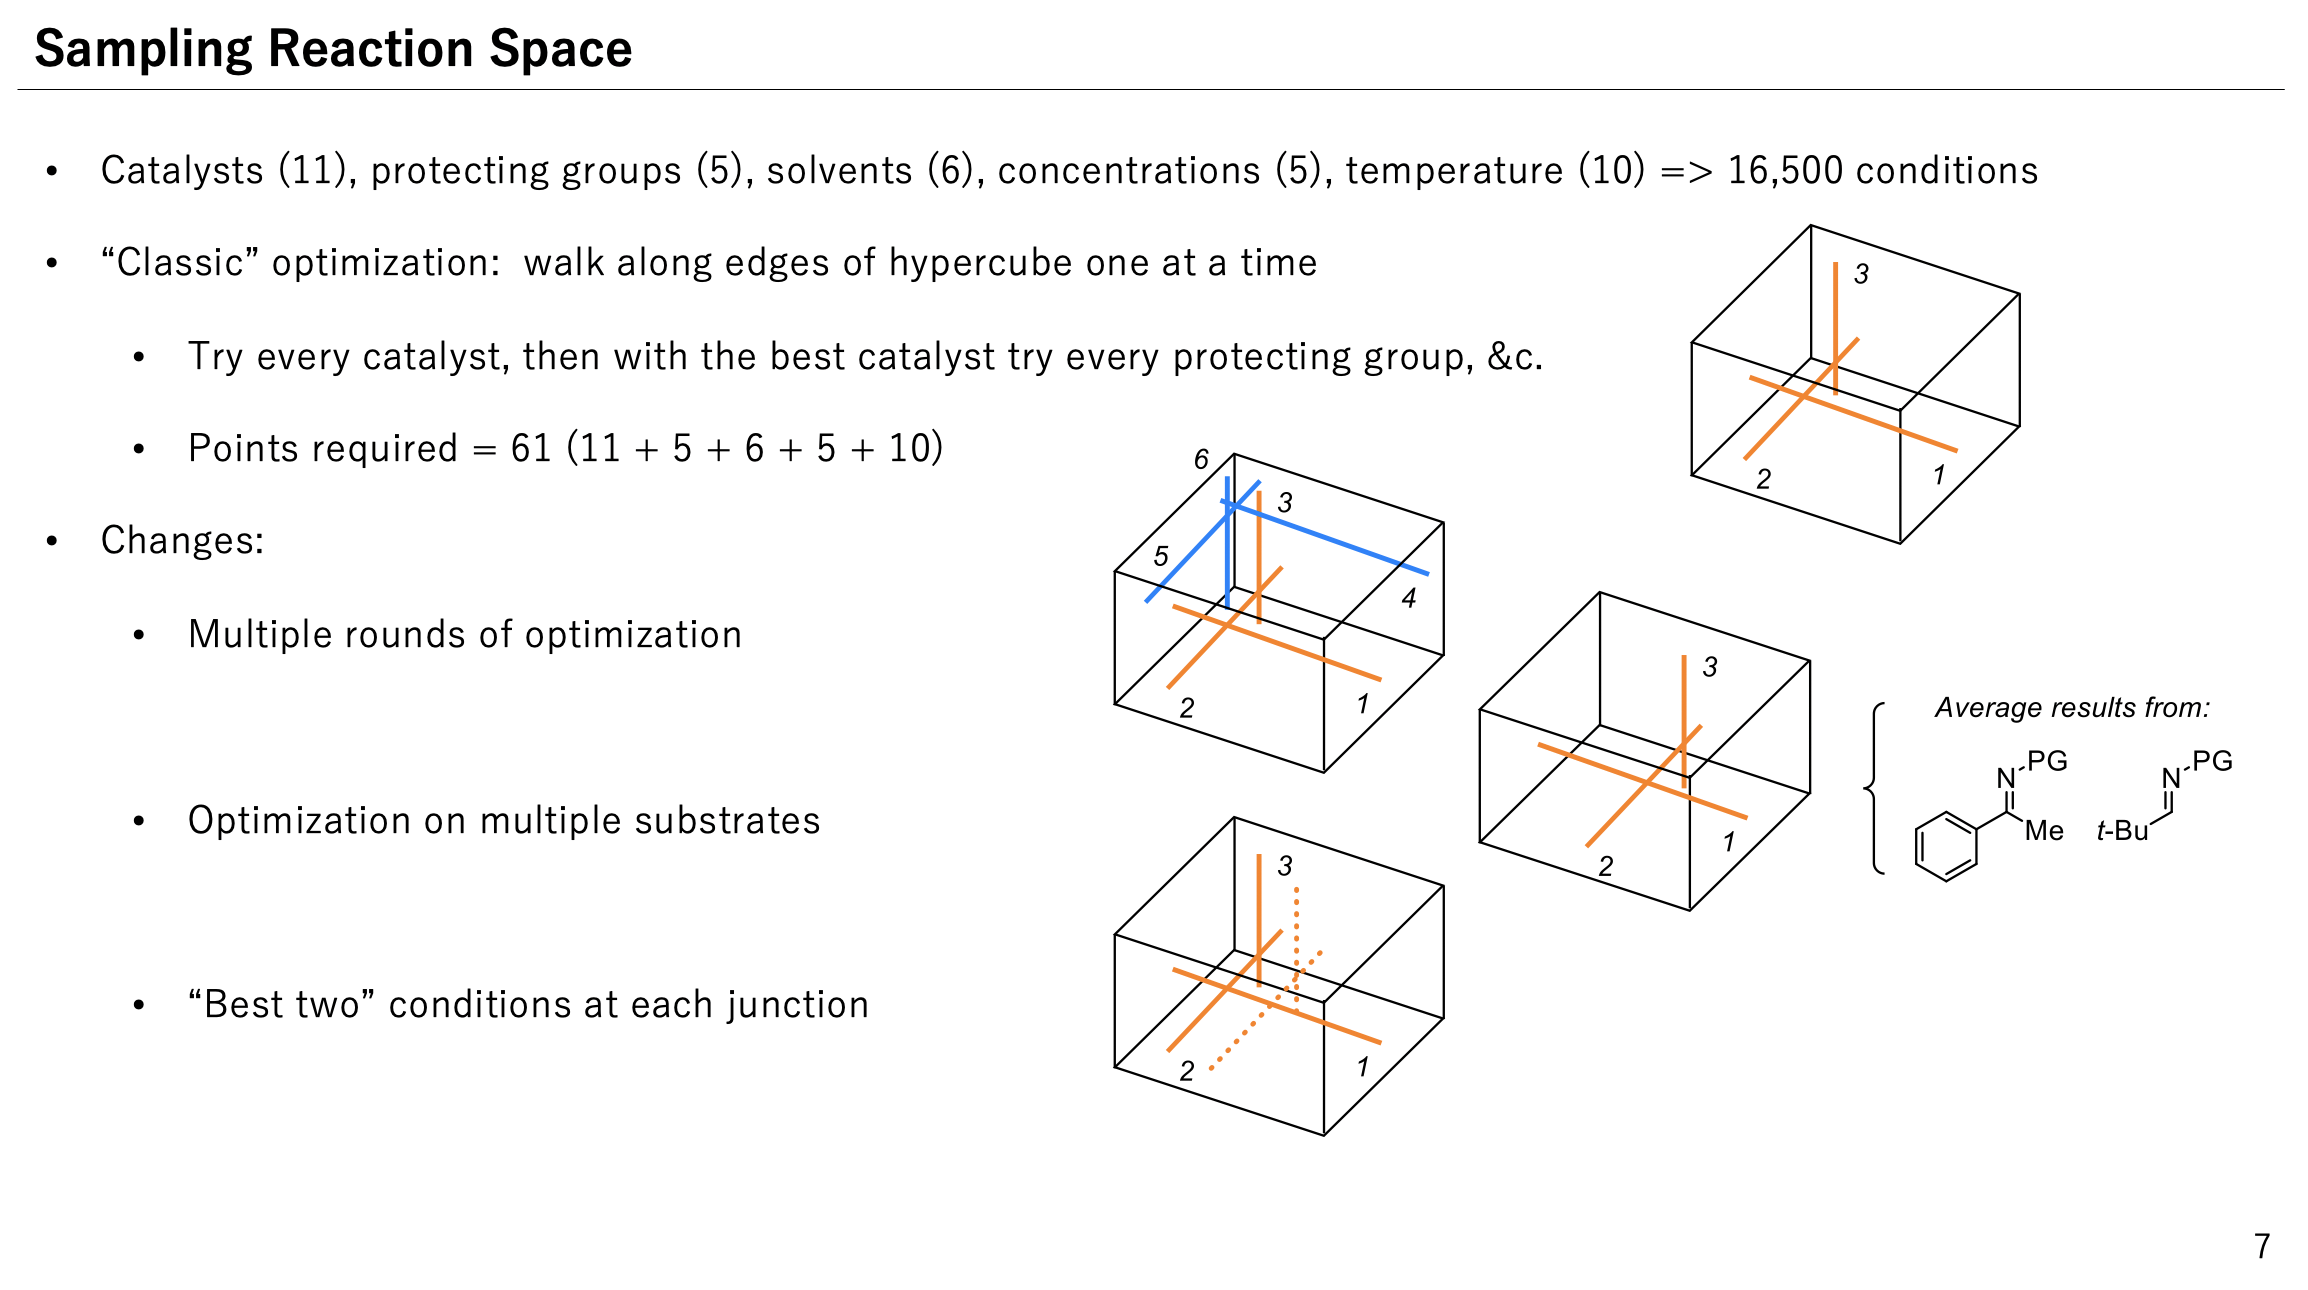 Sampling Reaction Space
• Catalysts (11), protecting groups (5), solvents (6), concentrations (5), temperature (10) => 16,500 conditions
• “Classic” optimization: walk along edges of hypercube one at a time
• Try every catalyst, then with the best catalyst try every protecting group, &c.
• Points required = 61 (11 + 5 + 6 + 5 + 10)
3
2
1
• Changes:
• Multiple rounds of optimization
6
3
5
4
2
1
• Optimization on multiple substrates
3
2
1
Average results from:
N PG
Me
N PG
t-Bu
• “Best two” conditions at each junction
3
2
1
7